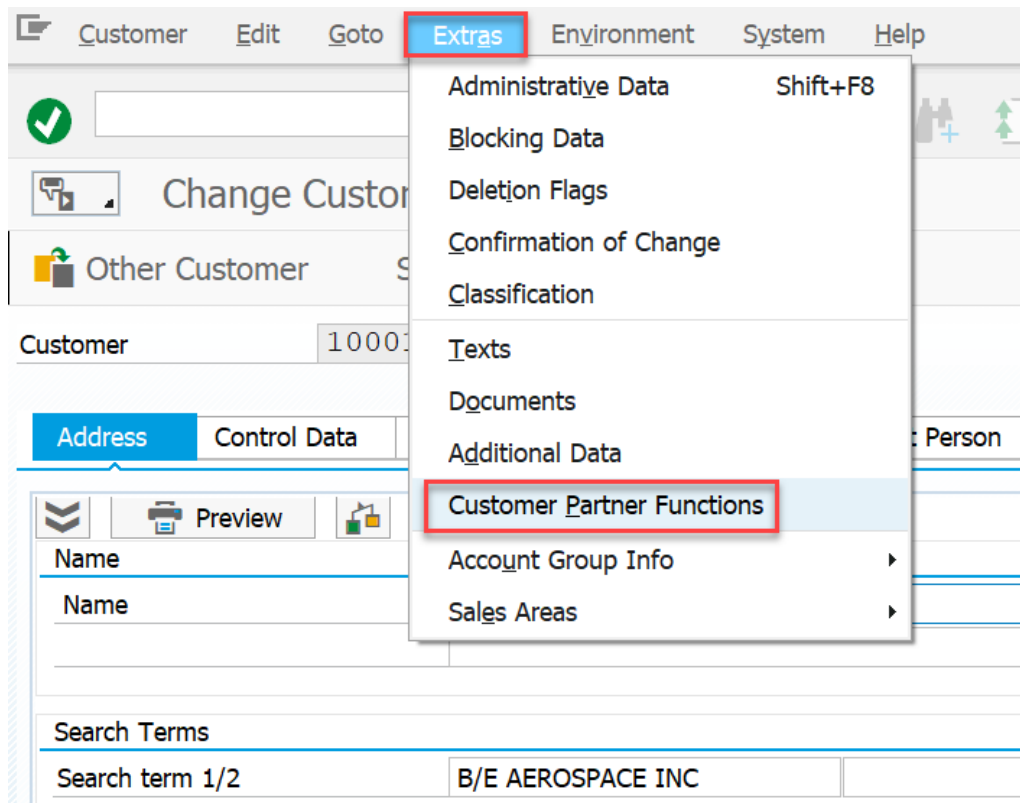 Customer Edit Goto Extras Environment System Help
Administrative Data Shift+F8
Blocking Data
Deletion Flags
Change Custo
Confirmation of Change
Other Customer S
Classification
Customer 1000
Texts
Documents
Address Control Data Person
Additional Data
Customer Partner Functions
Preview
Name
Account Group Info
Name
Sales Areas
Search Terms
Search term 1/2 B/E AEROSPACE INC